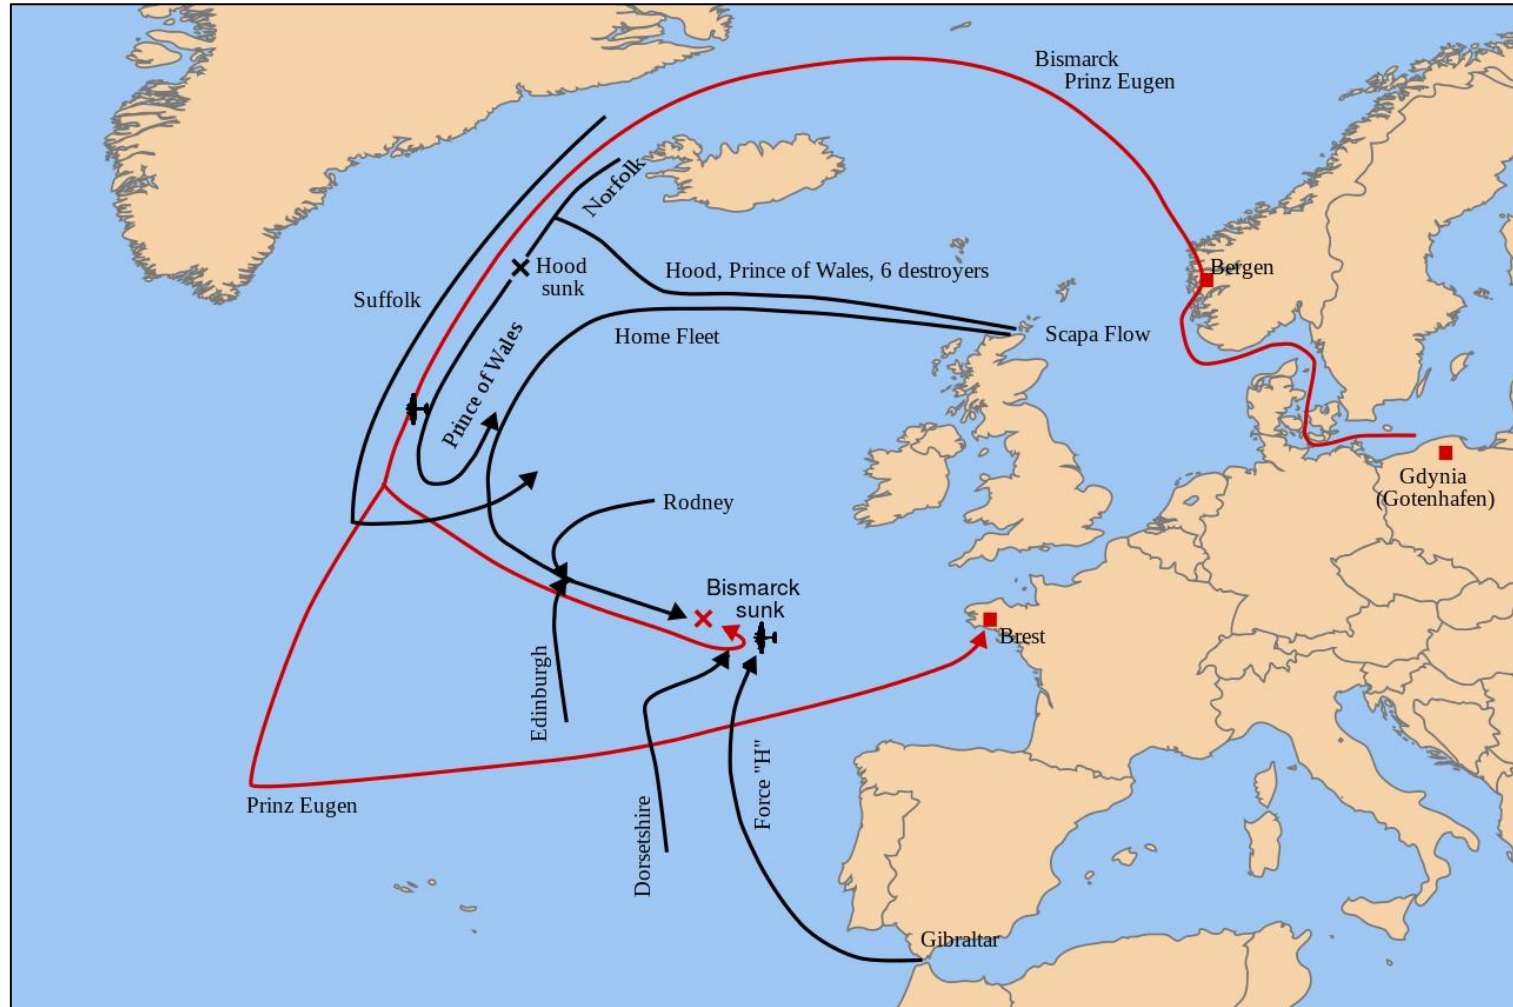 Bismarck
Prinz Eugen
Norfolk
Bergen
Hood
sunk
Hood, Prince of Wales, 6 destroyers
Suffolk
Home Fleet
Scapa Flow
Prince of Wales
Gdynia
(Gotenhafen)
Rodney
Bismarck
sunk
Brest
Edinburgh
Prinz Eugen
Dorsetshire
Force "H"
Gibraltar